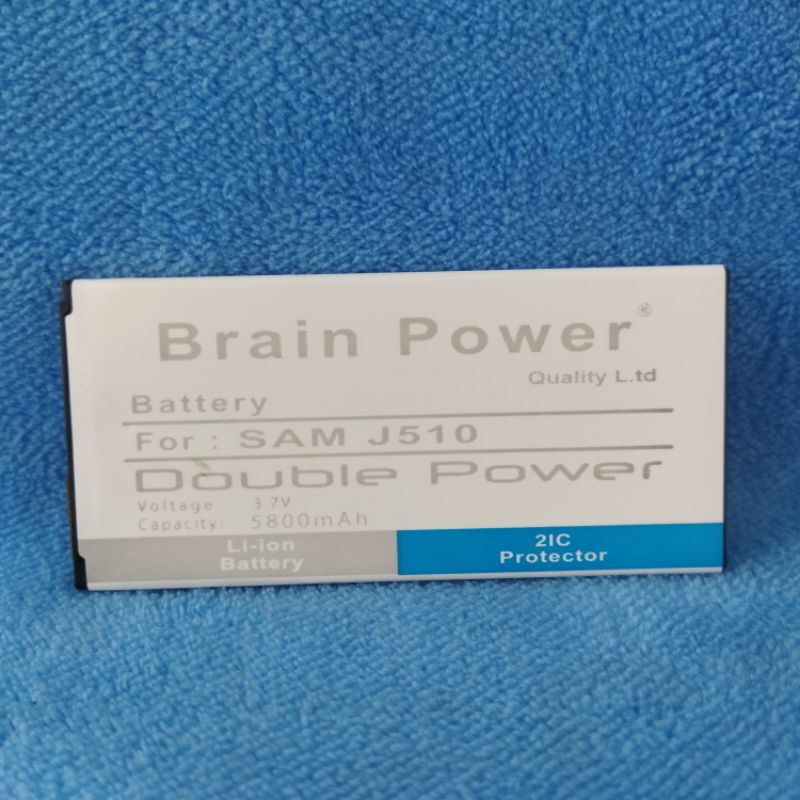 Brain Power®
Quality L.td
Battery
For : SAM J510
Double Power
Voltage 3.7V
Capacity: 5800mAh
Li-ion
Battery
2IC
Protector